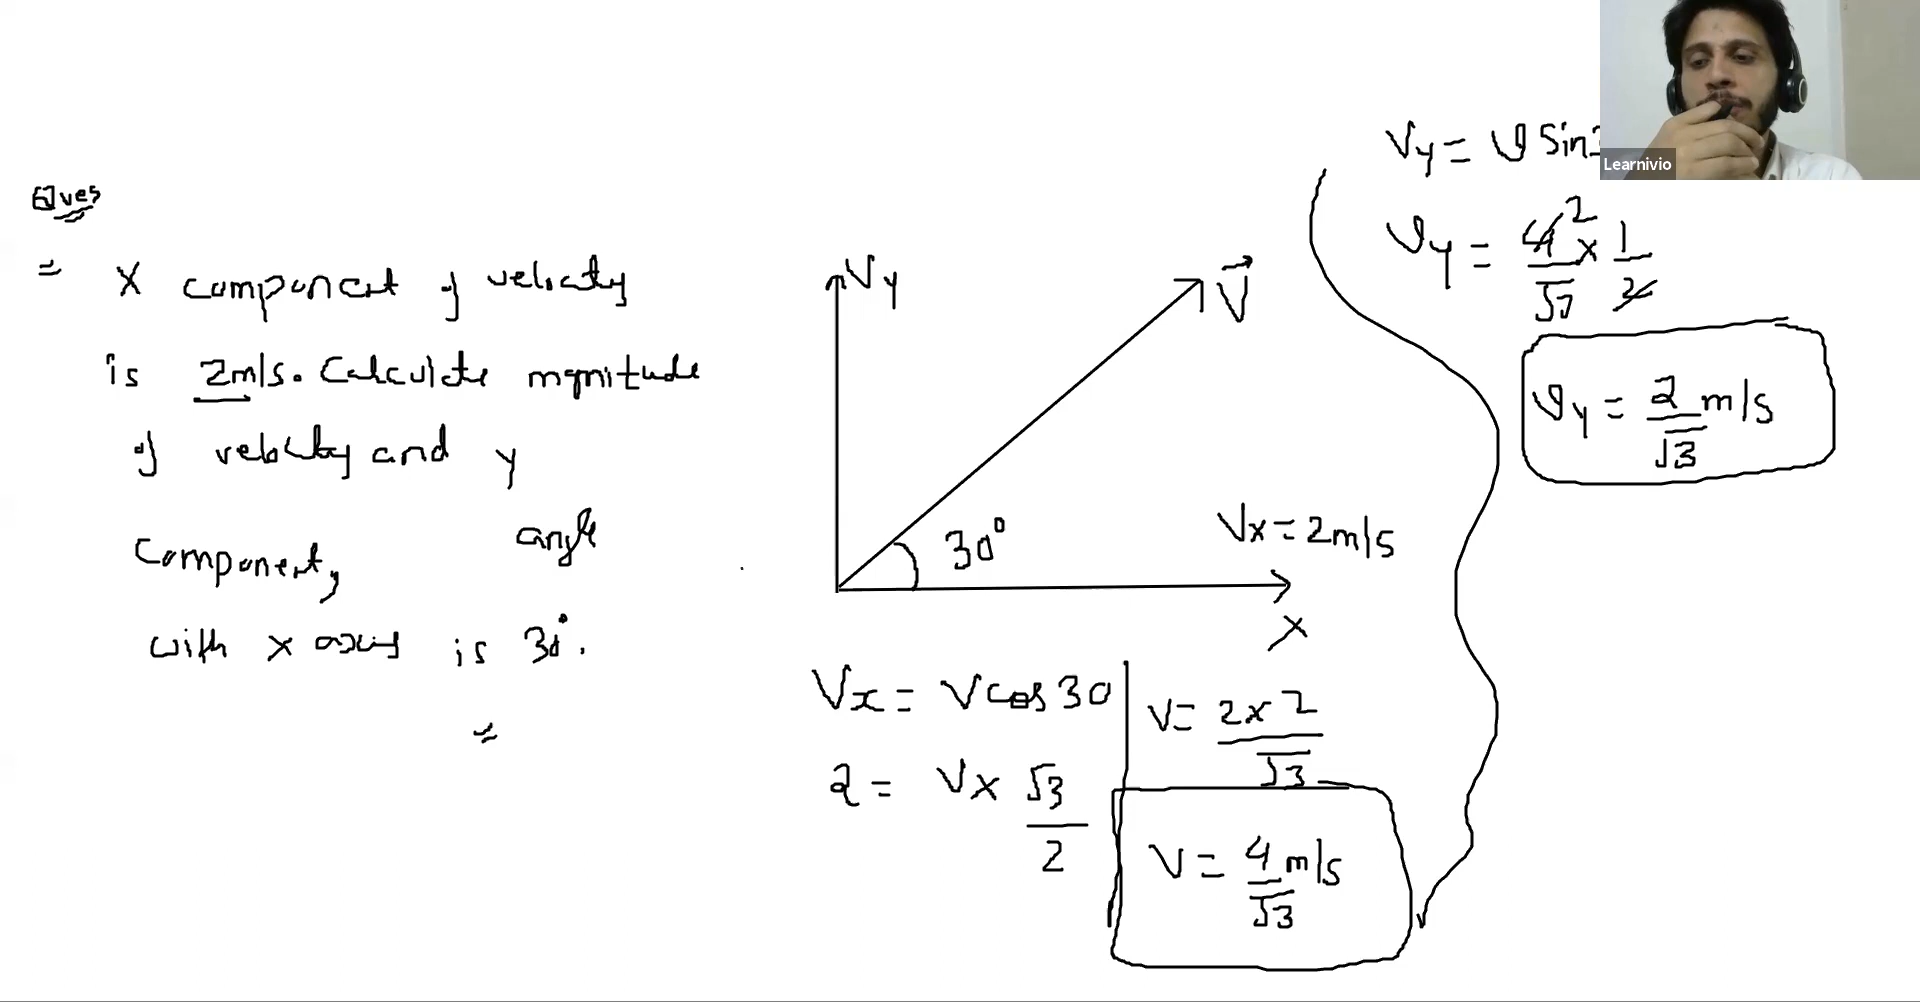 Ques
= X component of velocity
is 2m/s. Calculate magnitude
of velocity and y
component, angle
with x axis is 30°.
Vy
V⃗
30°
Vx = 2m/s
X
Vx = V cos 30
2 = V x √3/2
V = 2x2/√3
V = 4/√3 m/s
Vy = v Sin
vy = 4/√3 x 1/2
2
vy = 2/√3 m/s
Learnivio